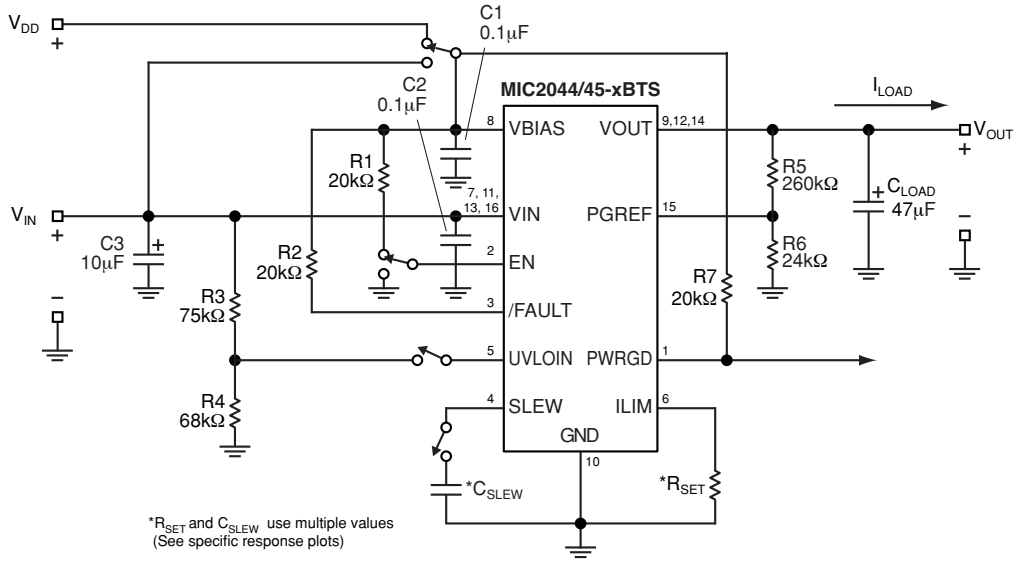 V_DD
+
C1
0.1µF
C2
0.1µF
MIC2044/45-xBTS
I_LOAD
8
VBIAS
VOUT
9,12,14
V_OUT
+
R1
20kΩ
R5
260kΩ
C_LOAD
+
47µF
7, 11,
13, 16
VIN
PGREF
15
V_IN
+
C3
+
10µF
R2
20kΩ
2
EN
R6
24kΩ
–
R7
20kΩ
R3
75kΩ
3
/FAULT
–
5
UVLOIN
PWRGD
1
R4
68kΩ
4
SLEW
ILIM
6
GND
10
*C_SLEW
*R_SET
*R_SET and C_SLEW use multiple values
(See specific response plots)